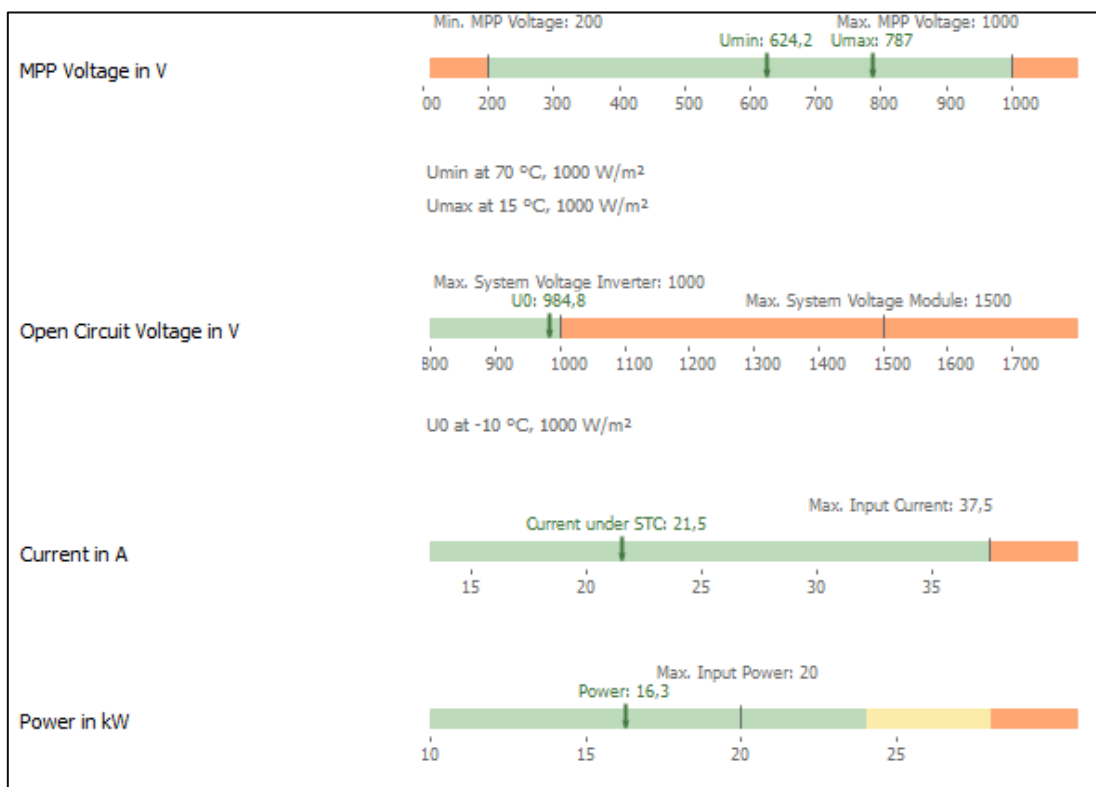 Min. MPP Voltage: 200 Max. MPP Voltage: 1000
Umin: 624,2 Umax: 787
MPP Voltage in V
00 200 300 400 500 600 700 800 900 1000
Umin at 70 ºC, 1000 W/m²
Umax at 15 ºC, 1000 W/m²
Max. System Voltage Inverter: 1000
U0: 984,8 Max. System Voltage Module: 1500
Open Circuit Voltage in V
800 900 1000 1100 1200 1300 1400 1500 1600 1700
U0 at -10 ºC, 1000 W/m²
Max. Input Current: 37,5
Current under STC: 21,5
Current in A
15 20 25 30 35
Max. Input Power: 20
Power: 16,3
Power in kW
10 15 20 25